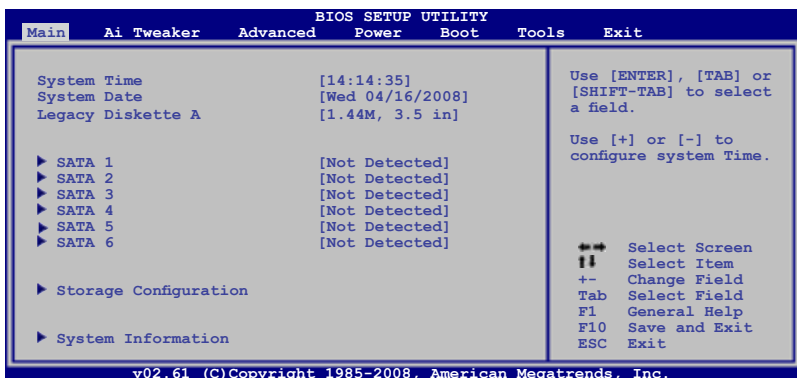 BIOS SETUP UTILITY
Main Ai Tweaker Advanced Power Boot Tools Exit
System Time [14:14:35]
System Date [Wed 04/16/2008]
Legacy Diskette A [1.44M, 3.5 in]
SATA 1 [Not Detected]
SATA 2 [Not Detected]
SATA 3 [Not Detected]
SATA 4 [Not Detected]
SATA 5 [Not Detected]
SATA 6 [Not Detected]
Storage Configuration
System Information
Use [ENTER], [TAB] or
[SHIFT-TAB] to select
a field.
Use [+] or [-] to
configure system Time.
Select Screen
Select Item
+- Change Field
Tab Select Field
F1 General Help
F10 Save and Exit
ESC Exit
v02.61 (C)Copyright 1985-2008, American Megatrends, Inc.